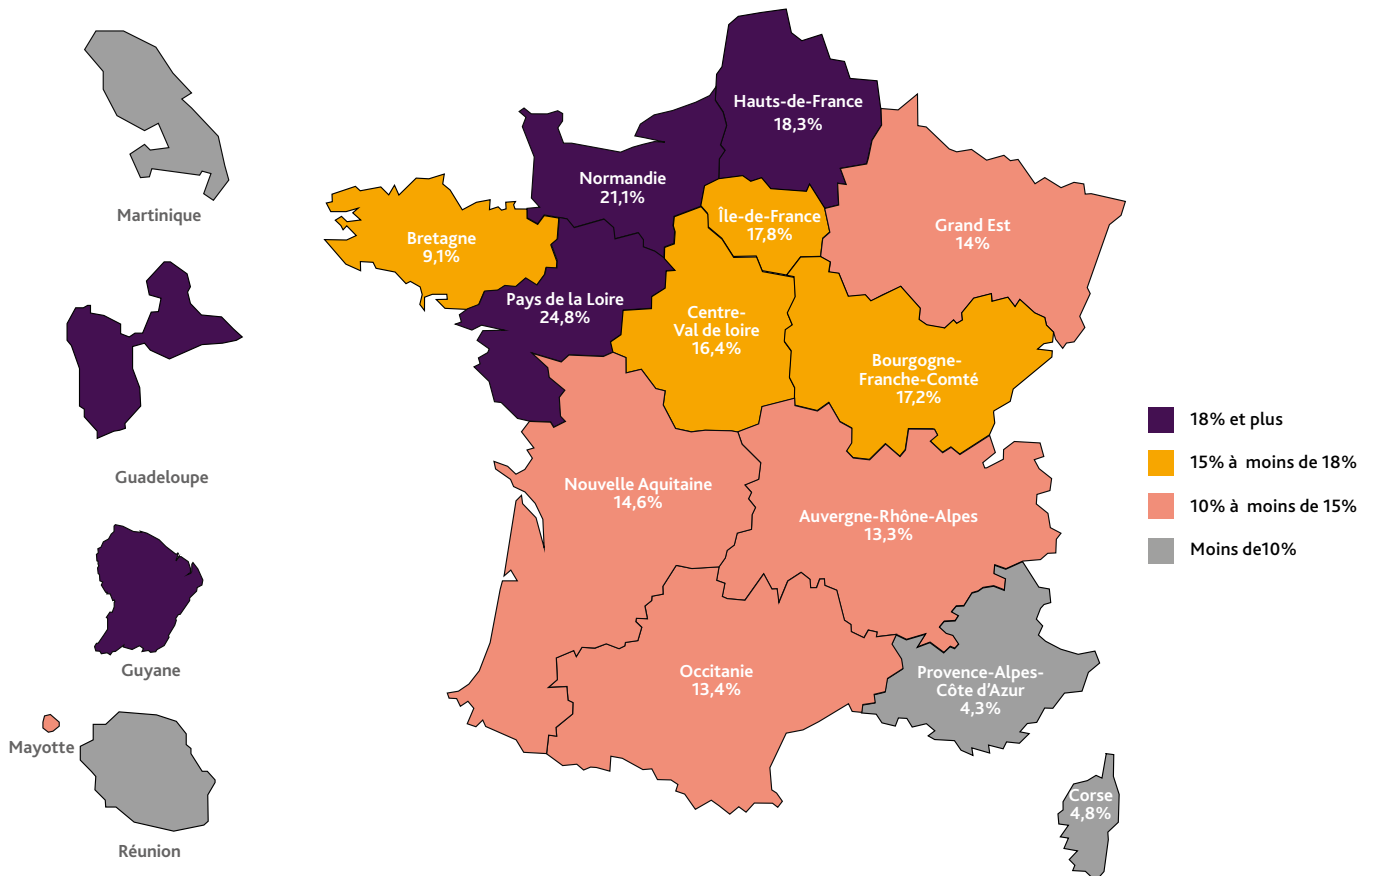 Martinique
Guadeloupe
Guyane
Mayotte
Réunion
Hauts-de-France
18,3%
Normandie
21,1%
Île-de-France
17,8%
Grand Est
14%
Bretagne
9,1%
Pays de la Loire
24,8%
Centre-
Val de loire
16,4%
Bourgogne-
Franche-Comté
17,2%
Nouvelle Aquitaine
14,6%
Auvergne-Rhône-Alpes
13,3%
Occitanie
13,4%
Provence-Alpes-
Côte d'Azur
4,3%
Corse
4,8%
18% et plus
15% à moins de 18%
10% à moins de 15%
Moins de10%